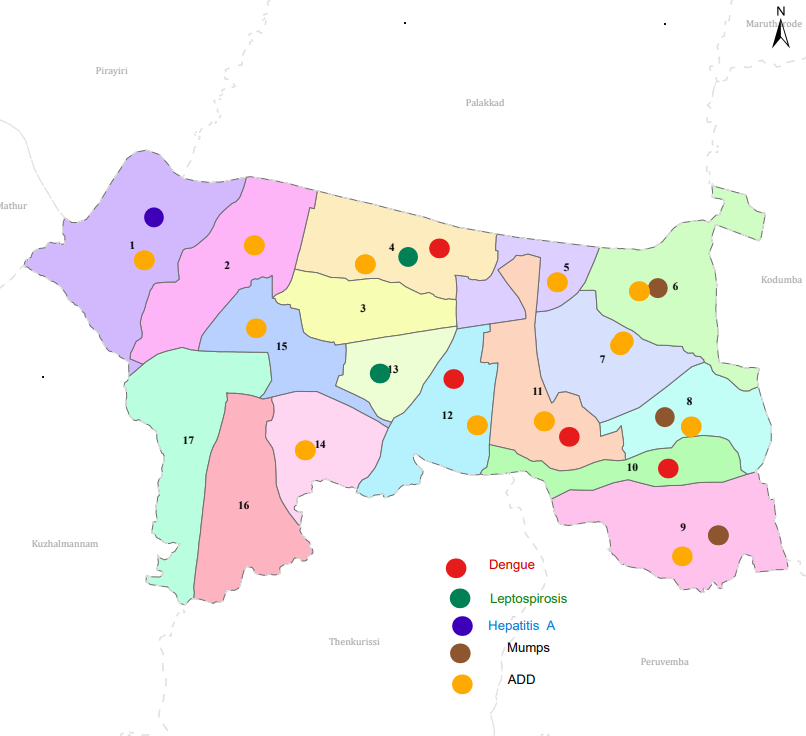 N
Marutharode
Pirayiri
Palakkad
Mathur
1
2
4
5
6
Kodumba
3
15
13
7
11
8
12
17
14
10
16
9
Kuzhalmannam
Dengue
Leptospirosis
Hepatitis A
Mumps
ADD
Thenkurissi
Peruvemba